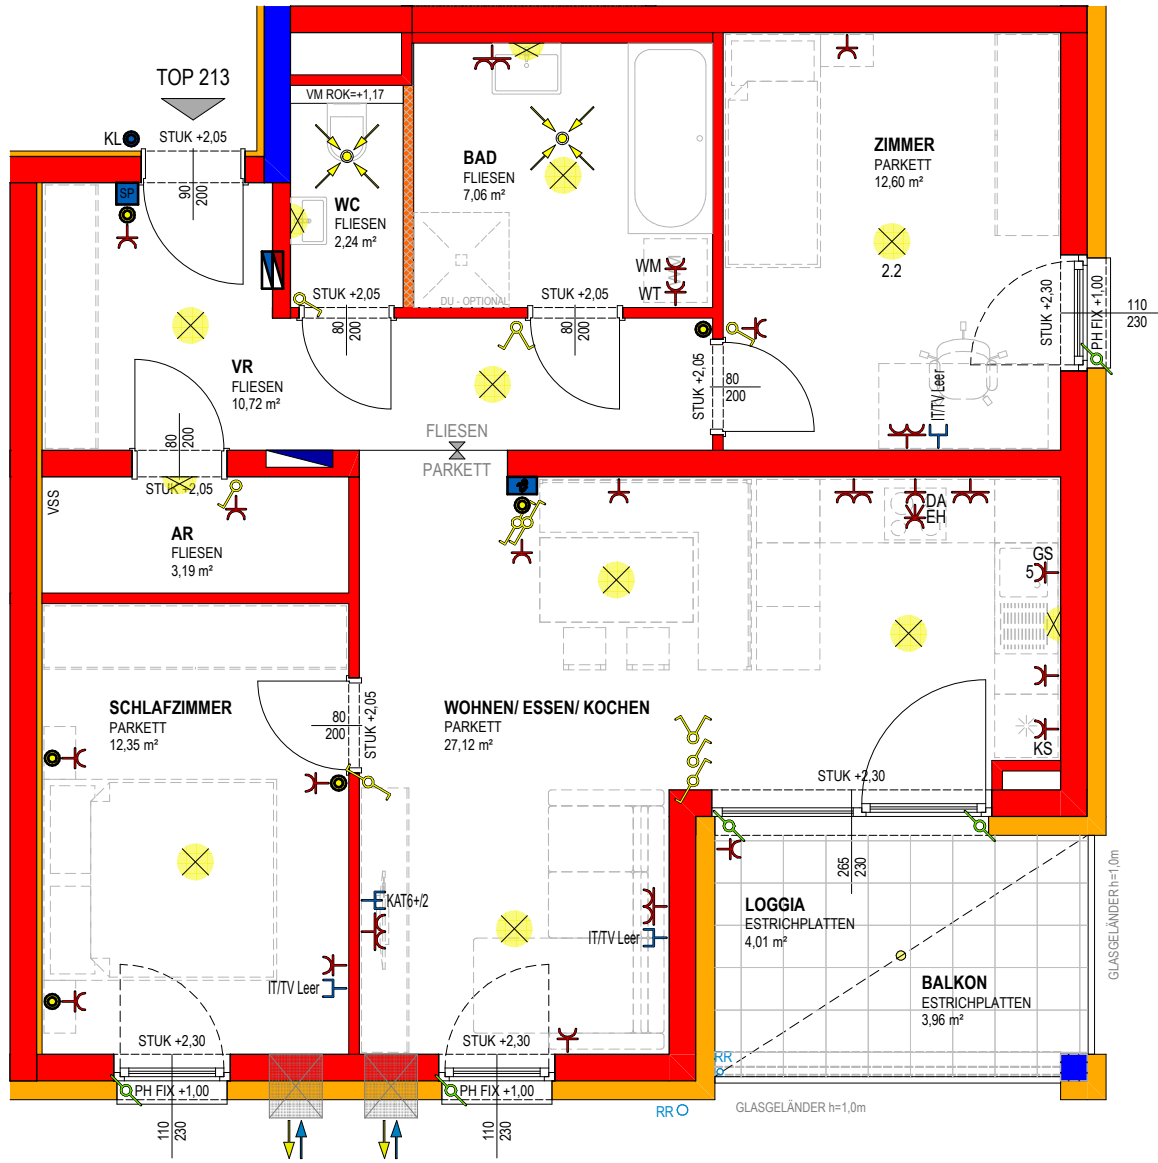 TOP 213
KL
STUK +2,05
90
200
SP
VM ROK=+1,17
WC
FLIESEN
2,24 m²
STUK +2,05
80
200
BAD
FLIESEN
7,06 m²
DU - OPTIONAL
WM
WT
STUK +2,05
80
200
ZIMMER
PARKETT
12,60 m²
2.2
STUK +2,30
PH FIX +1,00
110
230
IT/TV Leer
STUK +2,05
80
200
VR
FLIESEN
10,72 m²
80
200
STUK +2,05
FLIESEN
PARKETT
VSS
AR
FLIESEN
3,19 m²
DA
EH
GS
5
KS
SCHLAFZIMMER
PARKETT
12,35 m²
80
200
STUK +2,05
WOHNEN/ ESSEN/ KOCHEN
PARKETT
27,12 m²
STUK +2,30
265
230
KAT6+/2
IT/TV Leer
IT/TV Leer
LOGGIA
ESTRICHPLATTEN
4,01 m²
BALKON
ESTRICHPLATTEN
3,96 m²
GLASGELÄNDER h=1,0m
STUK +2,30
PH FIX +1,00
110
230
STUK +2,30
PH FIX +1,00
110
230
RR
RR
GLASGELÄNDER h=1,0m